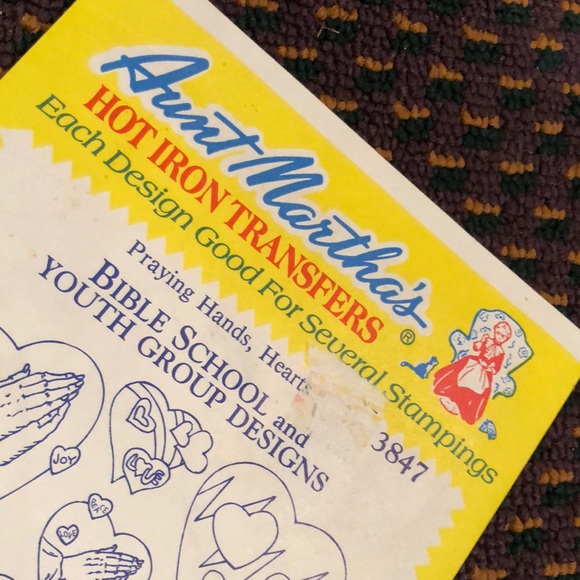 Aunt Martha's ®
HOT IRON TRANSFERS
Each Design Good For Several Stampings
Praying Hands, Hearts
3847
BIBLE SCHOOL and
YOUTH GROUP DESIGNS
JOY
LOVE
PEACE
LOVE